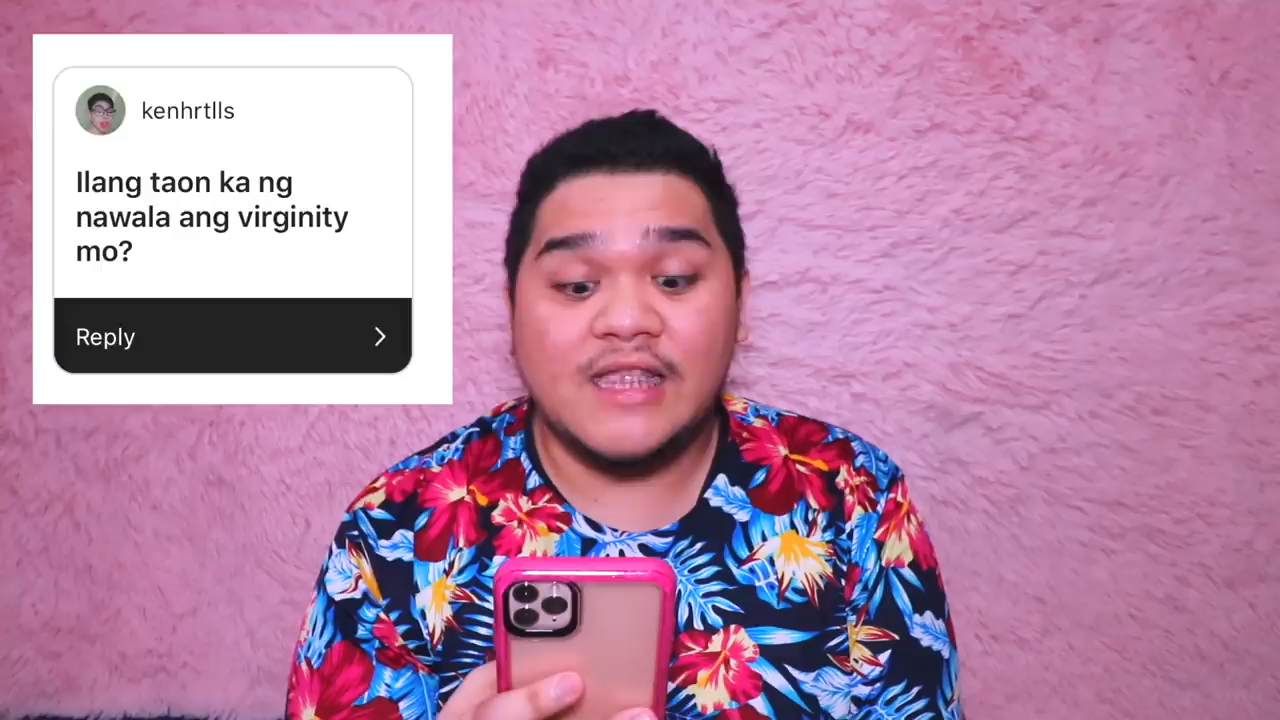 kenhrtlls
Ilang taon ka ng
nawala ang virginity
mo?
Reply